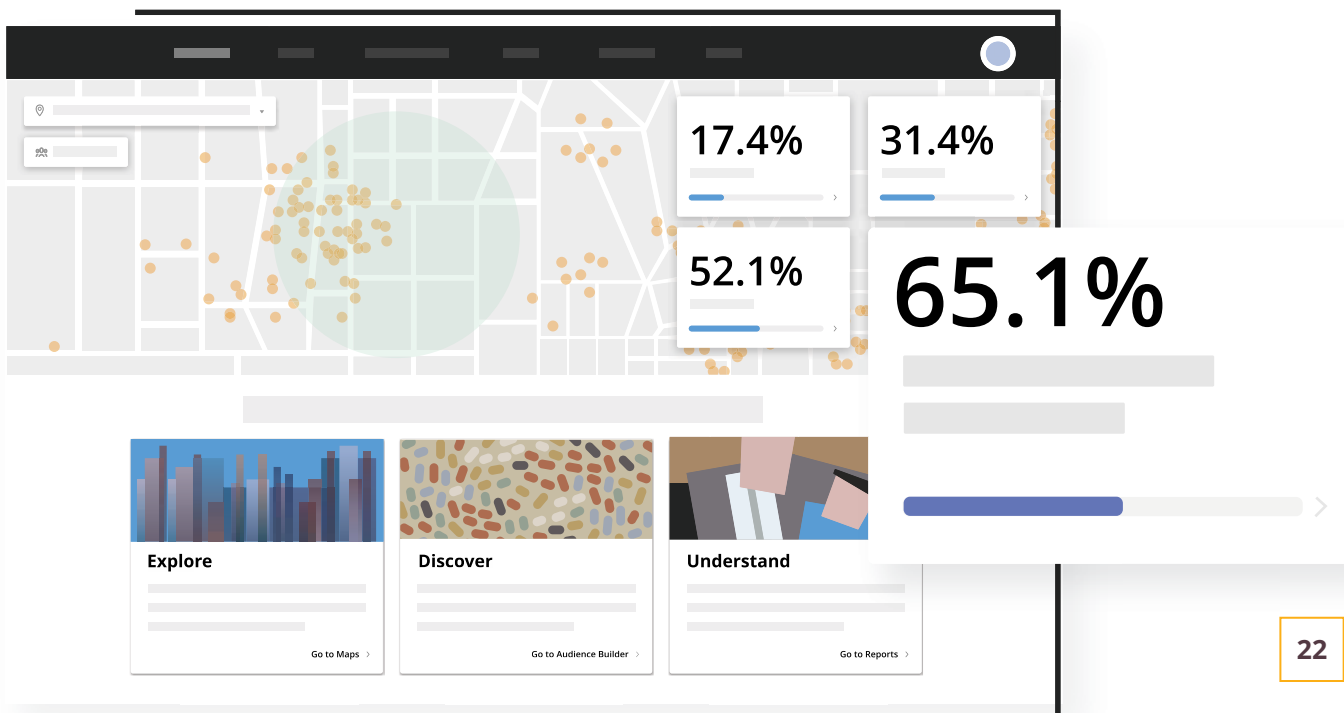 17.4%
31.4%
52.1%
65.1%
Explore
Discover
Understand
Go to Maps
Go to Audience Builder
Go to Reports
22